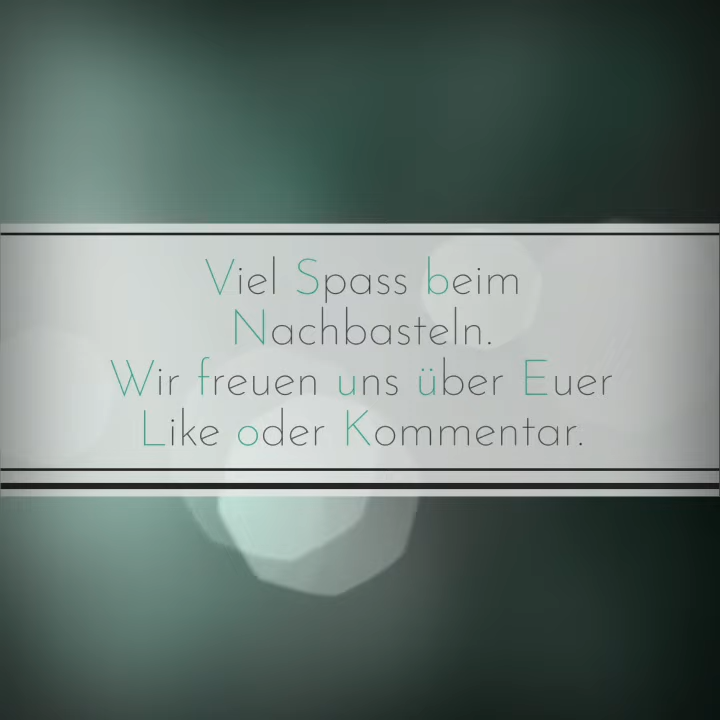 Viel Spass beim
Nachbasteln.
Wir freuen uns über Euer
Like oder Kommentar.